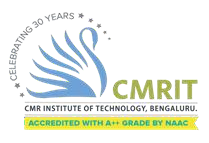 CELEBRATING 30 YEARS
CMRIT
CMR INSTITUTE OF TECHNOLOGY, BENGALURU.
ACCREDITED WITH A++ GRADE BY NAAC